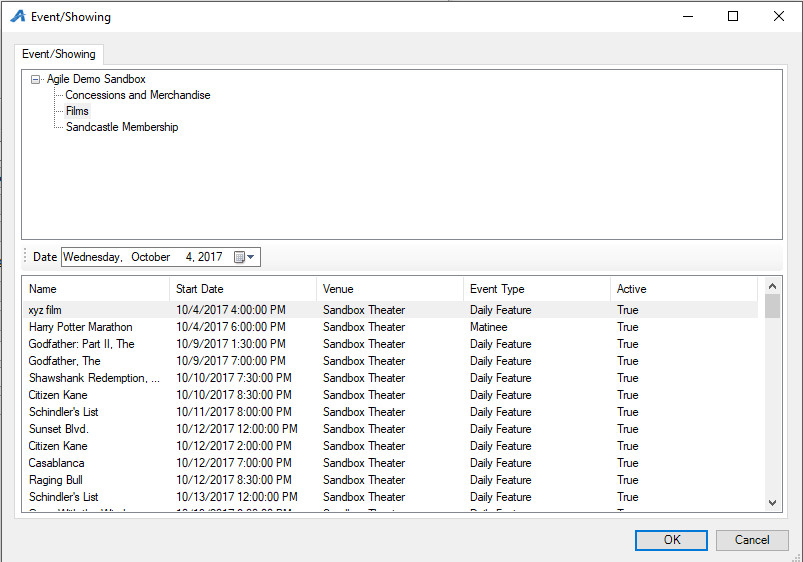 Event/Showing
Event/Showing
Agile Demo Sandbox
Concessions and Merchandise
Films
Sandcastle Membership
Date Wednesday, October 4, 2017
Name Start Date Venue Event Type Active
xyz film 10/4/2017 4:00:00 PM Sandbox Theater Daily Feature True
Harry Potter Marathon 10/4/2017 6:00:00 PM Sandbox Theater Matinee True
Godfather: Part II, The 10/9/2017 1:30:00 PM Sandbox Theater Daily Feature True
Godfather, The 10/9/2017 7:00:00 PM Sandbox Theater Daily Feature True
Shawshank Redemption, ... 10/10/2017 7:30:00 PM Sandbox Theater Daily Feature True
Citizen Kane 10/10/2017 8:30:00 PM Sandbox Theater Daily Feature True
Schindler's List 10/11/2017 8:00:00 PM Sandbox Theater Daily Feature True
Sunset Blvd. 10/12/2017 12:00:00 PM Sandbox Theater Daily Feature True
Citizen Kane 10/12/2017 2:00:00 PM Sandbox Theater Daily Feature True
Casablanca 10/12/2017 7:00:00 PM Sandbox Theater Daily Feature True
Raging Bull 10/12/2017 8:30:00 PM Sandbox Theater Daily Feature True
Schindler's List 10/13/2017 12:00:00 PM Sandbox Theater Daily Feature True
OK Cancel